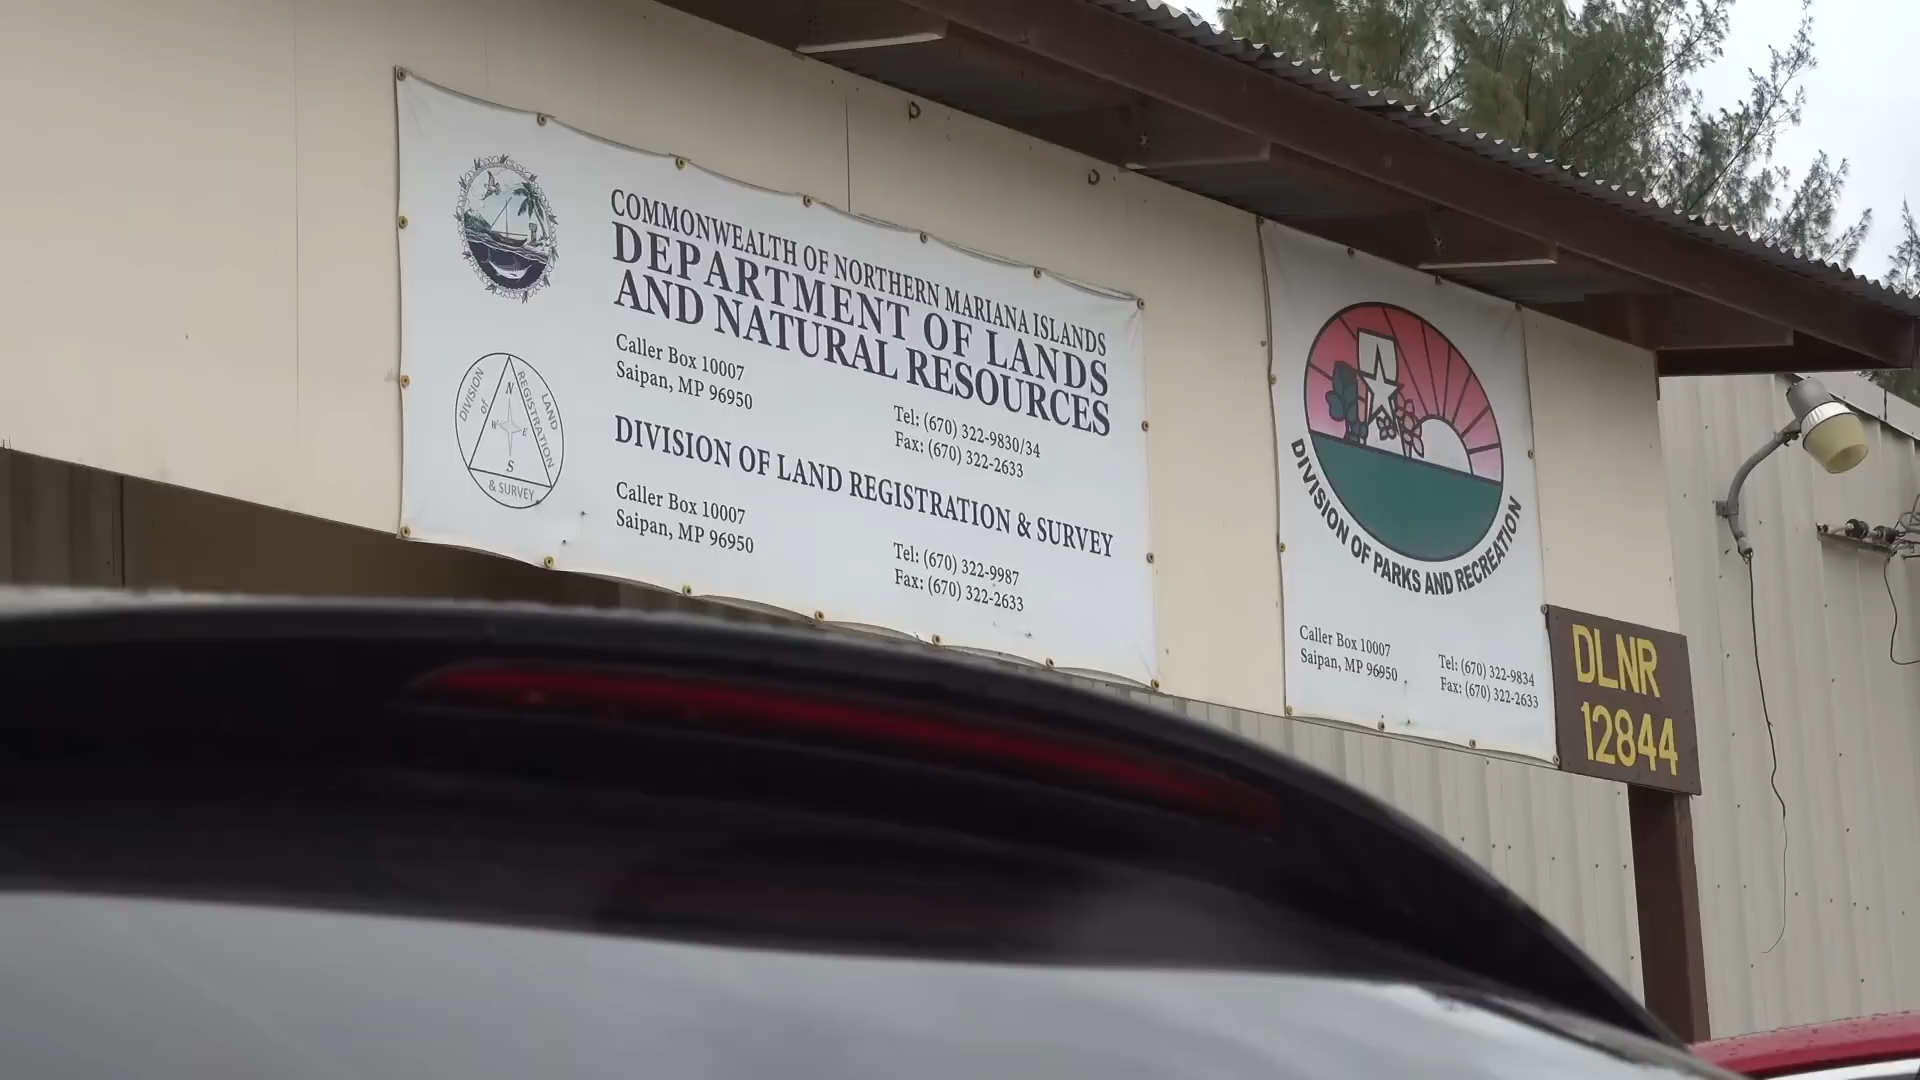 COMMONWEALTH OF NORTHERN MARIANA ISLANDS
DEPARTMENT OF LANDS
AND NATURAL RESOURCES
Caller Box 10007
Saipan, MP 96950
Tel: (670) 322-9830/34
Fax: (670) 322-2633
DIVISION of LAND REGISTRATION
N
W E
S
& SURVEY
DIVISION OF LAND REGISTRATION & SURVEY
Caller Box 10007
Saipan, MP 96950
Tel: (670) 322-9987
Fax: (670) 322-2633
DIVISION OF PARKS AND RECREATION
Caller Box 10007
Saipan, MP 96950
Tel: (670) 322-9834
Fax: (670) 322-2633
DLNR
12844